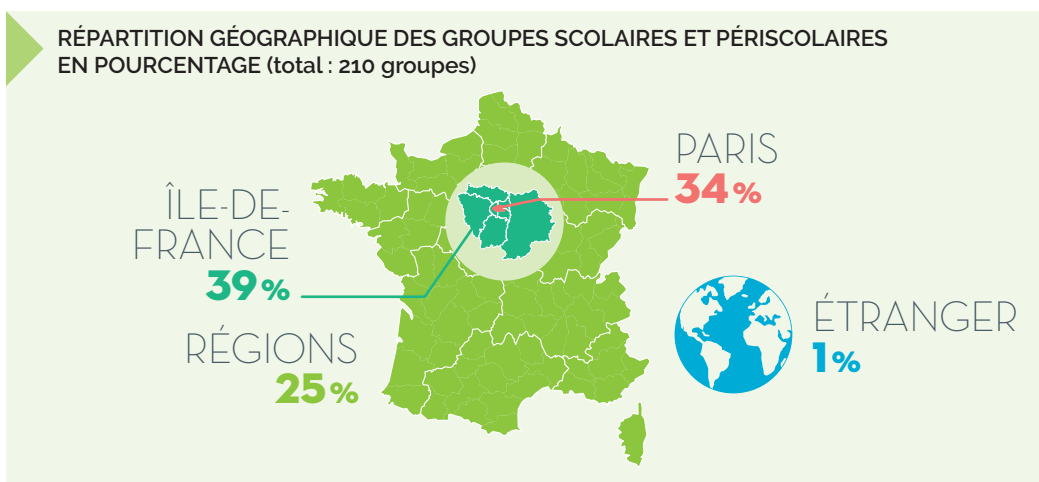 RÉPARTITION GÉOGRAPHIQUE DES GROUPES SCOLAIRES ET PÉRISCOLAIRES
EN POURCENTAGE (total : 210 groupes)
PARIS
34 %
ÎLE-DE-
FRANCE
39 %
RÉGIONS
25 %
ÉTRANGER
1 %